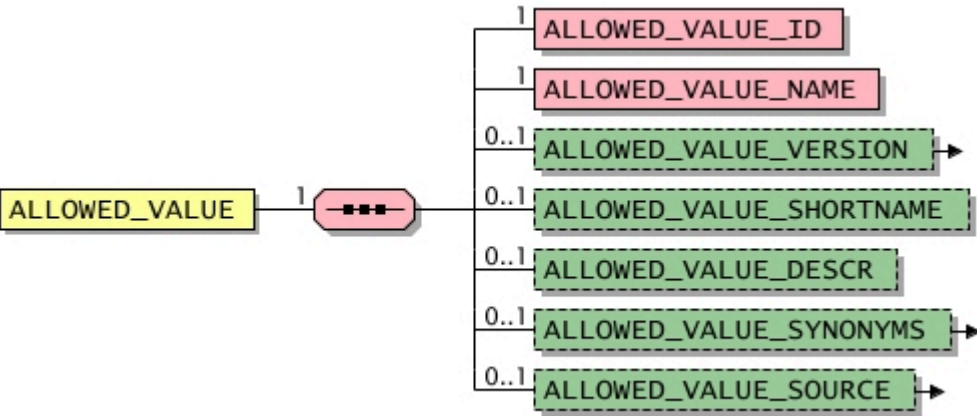 1
ALLOWED_VALUE_ID
1
ALLOWED_VALUE_NAME
0..1
ALLOWED_VALUE_VERSION
ALLOWED_VALUE
1
0..1
ALLOWED_VALUE_SHORTNAME
0..1
ALLOWED_VALUE_DESCR
0..1
ALLOWED_VALUE_SYNONYMS
0..1
ALLOWED_VALUE_SOURCE